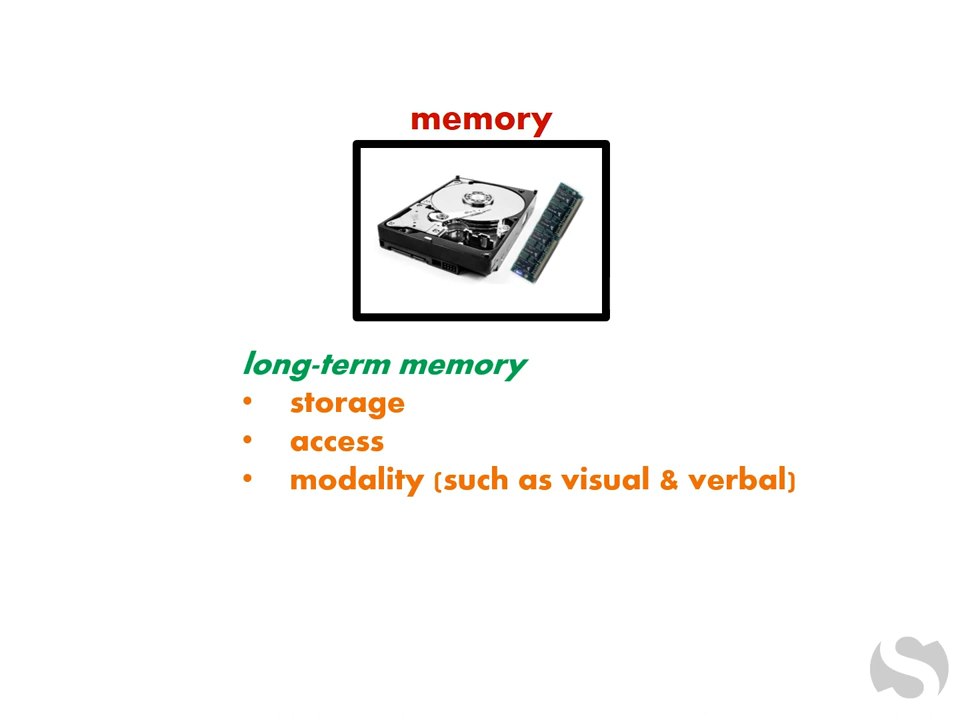 memory
long-term memory
• storage
• access
• modality (such as visual & verbal)